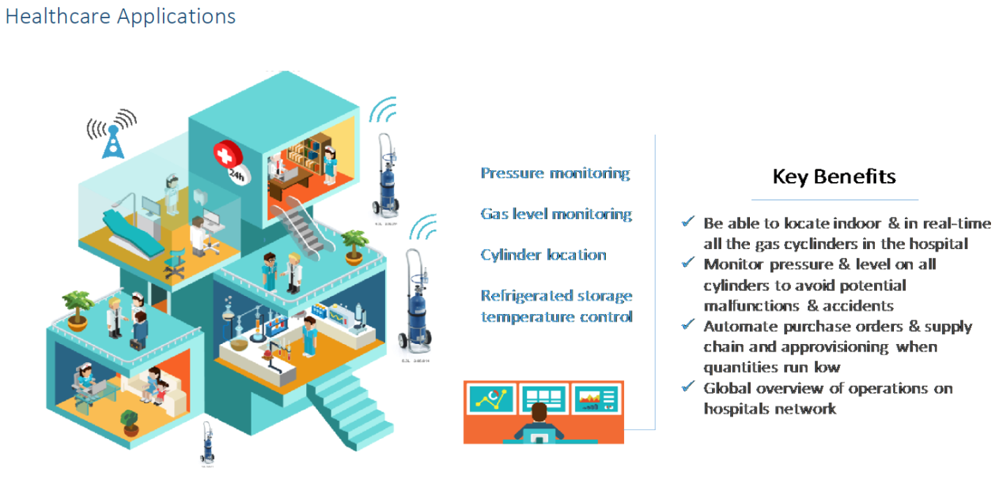 Healthcare Applications
24h
Pressure monitoring
Gas level monitoring
Cylinder location
Refrigerated storage
temperature control
Key Benefits
✓ Be able to locate indoor & in real-time
all the gas cyclinders in the hospital
✓ Monitor pressure & level on all
cylinders to avoid potential
malfunctions & accidents
✓ Automate purchase orders & supply
chain and approvisioning when
quantities run low
✓ Global overview of operations on
hospitals network